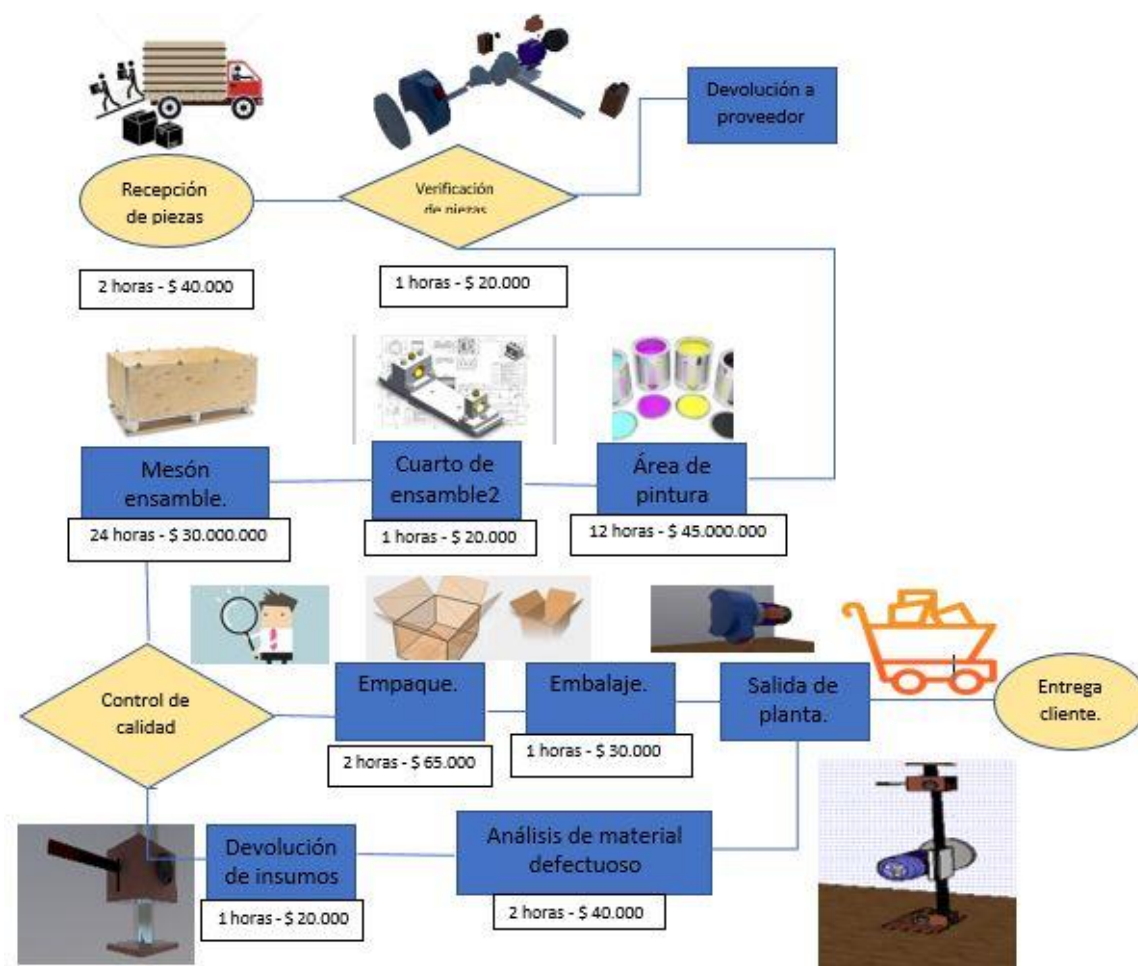 Devolución a
proveedor
Recepción
de piezas
Verificación
de piezas
2 horas - $ 40.000
1 horas - $ 20.000
Mesón
ensamble.
Cuarto de
ensamble2
Área de
pintura
24 horas - $ 30.000.000
1 horas - $ 20.000
12 horas - $ 45.000.000
Control de
calidad
Empaque.
Embalaje.
Salida de
planta.
Entrega
cliente.
2 horas - $ 65.000
1 horas - $ 30.000
Devolución
de insumos
Análisis de material
defectuoso
1 horas - $ 20.000
2 horas - $ 40.000